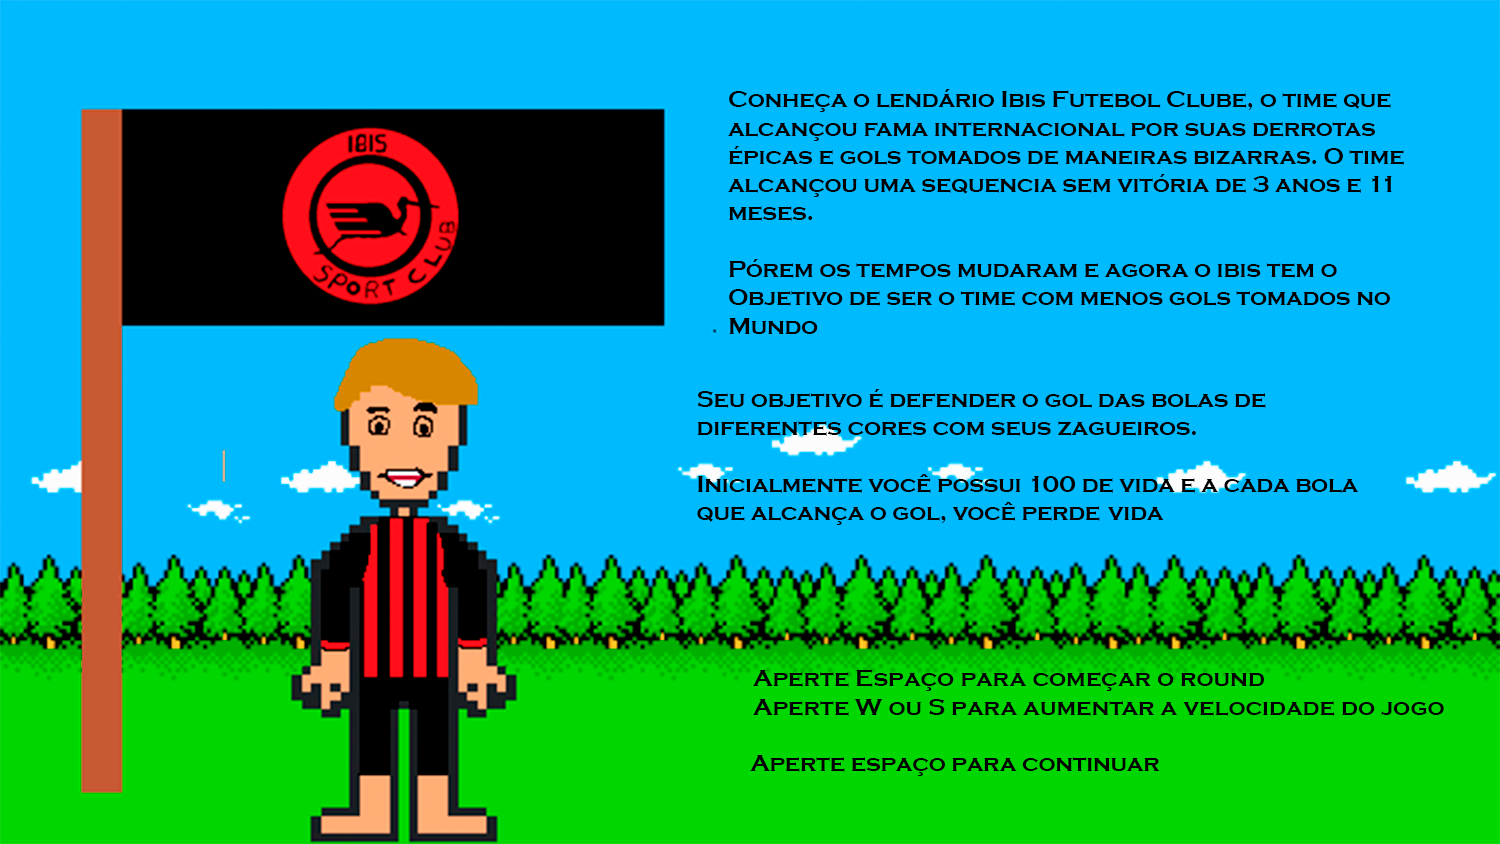 IBIS
SPORT CLUB
Conheça o lendário Ibis Futebol Clube, o time que
alcançou fama internacional por suas derrotas
épicas e gols tomados de maneiras bizarras. O time
alcançou uma sequencia sem vitória de 3 anos e 11
meses.
Pórem os tempos mudaram e agora o ibis tem o
Objetivo de ser o time com menos gols tomados no
Mundo
Seu objetivo é defender o gol das bolas de
diferentes cores com seus zagueiros.
Inicialmente você possui 100 de vida e a cada bola
que alcança o gol, você perde vida
Aperte Espaço para começar o round
Aperte W ou S para aumentar a velocidade do jogo
Aperte espaço para continuar